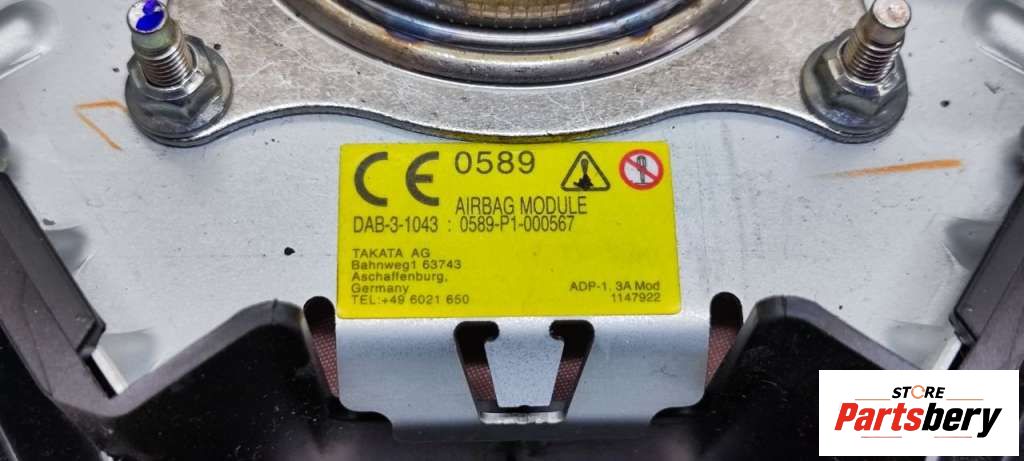 CE 0589
AIRBAG MODULE
DAB-3-1043 : 0589-P1-000567
TAKATA AG
Bahnweg1 63743
Aschaffenburg,
Germany
TEL:+49 6021 650
ADP-1. 3A Mod
1147922
STORE
Partsbery